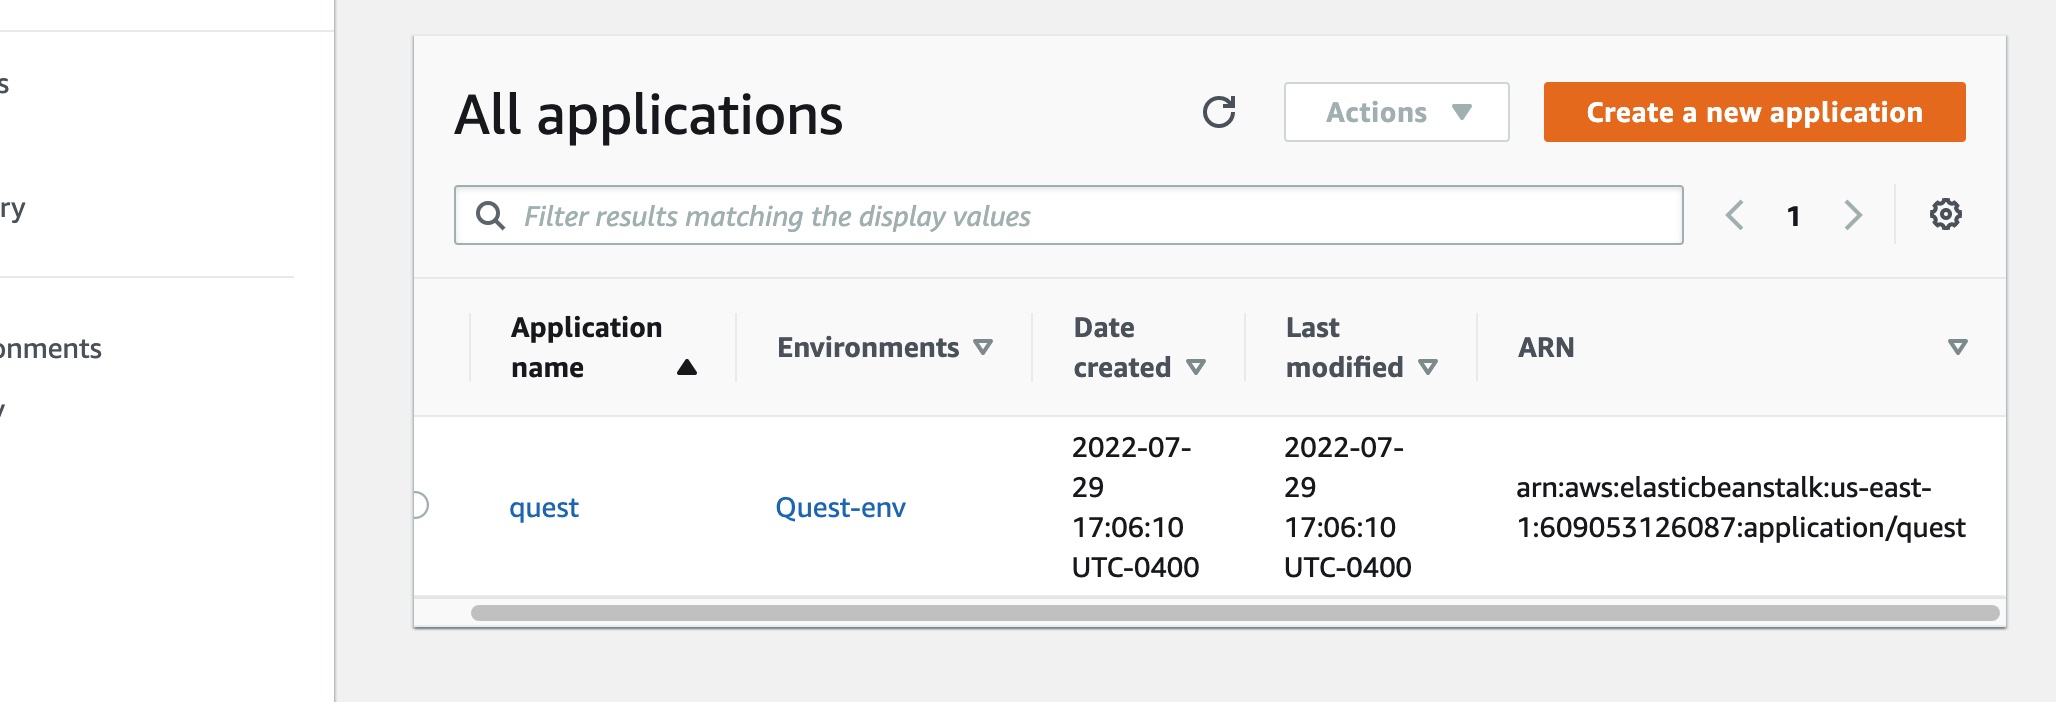 s
ry
onments
y
All applications
Actions
Create a new application
Filter results matching the display values
1
Application
name
Environments
Date
created
Last
modified
ARN
quest
Quest-env
2022-07-
29
17:06:10
UTC-0400
2022-07-
29
17:06:10
UTC-0400
arn:aws:elasticbeanstalk:us-east-
1:609053126087:application/quest